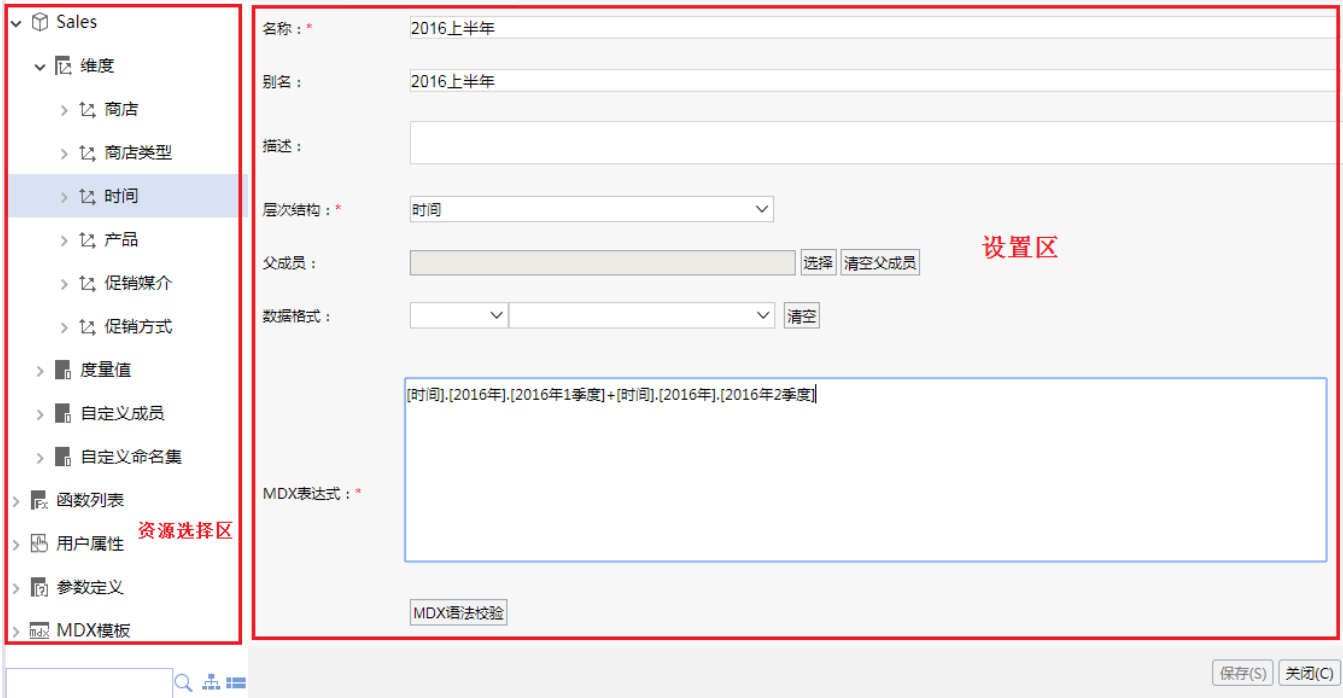 Sales
维度
商店
商店类型
时间
产品
促销媒介
促销方式
度量值
自定义成员
自定义命名集
函数列表
用户属性
参数定义
MDX模板
资源选择区
名称：* 2016上半年
别名： 2016上半年
描述：
层次结构：* 时间
父成员： 选择 清空父成员
数据格式： 清空
设置区
MDX表达式：* [时间].[2016年].[2016年1季度]+[时间].[2016年].[2016年2季度]
MDX语法校验
保存(S) 关闭(C)